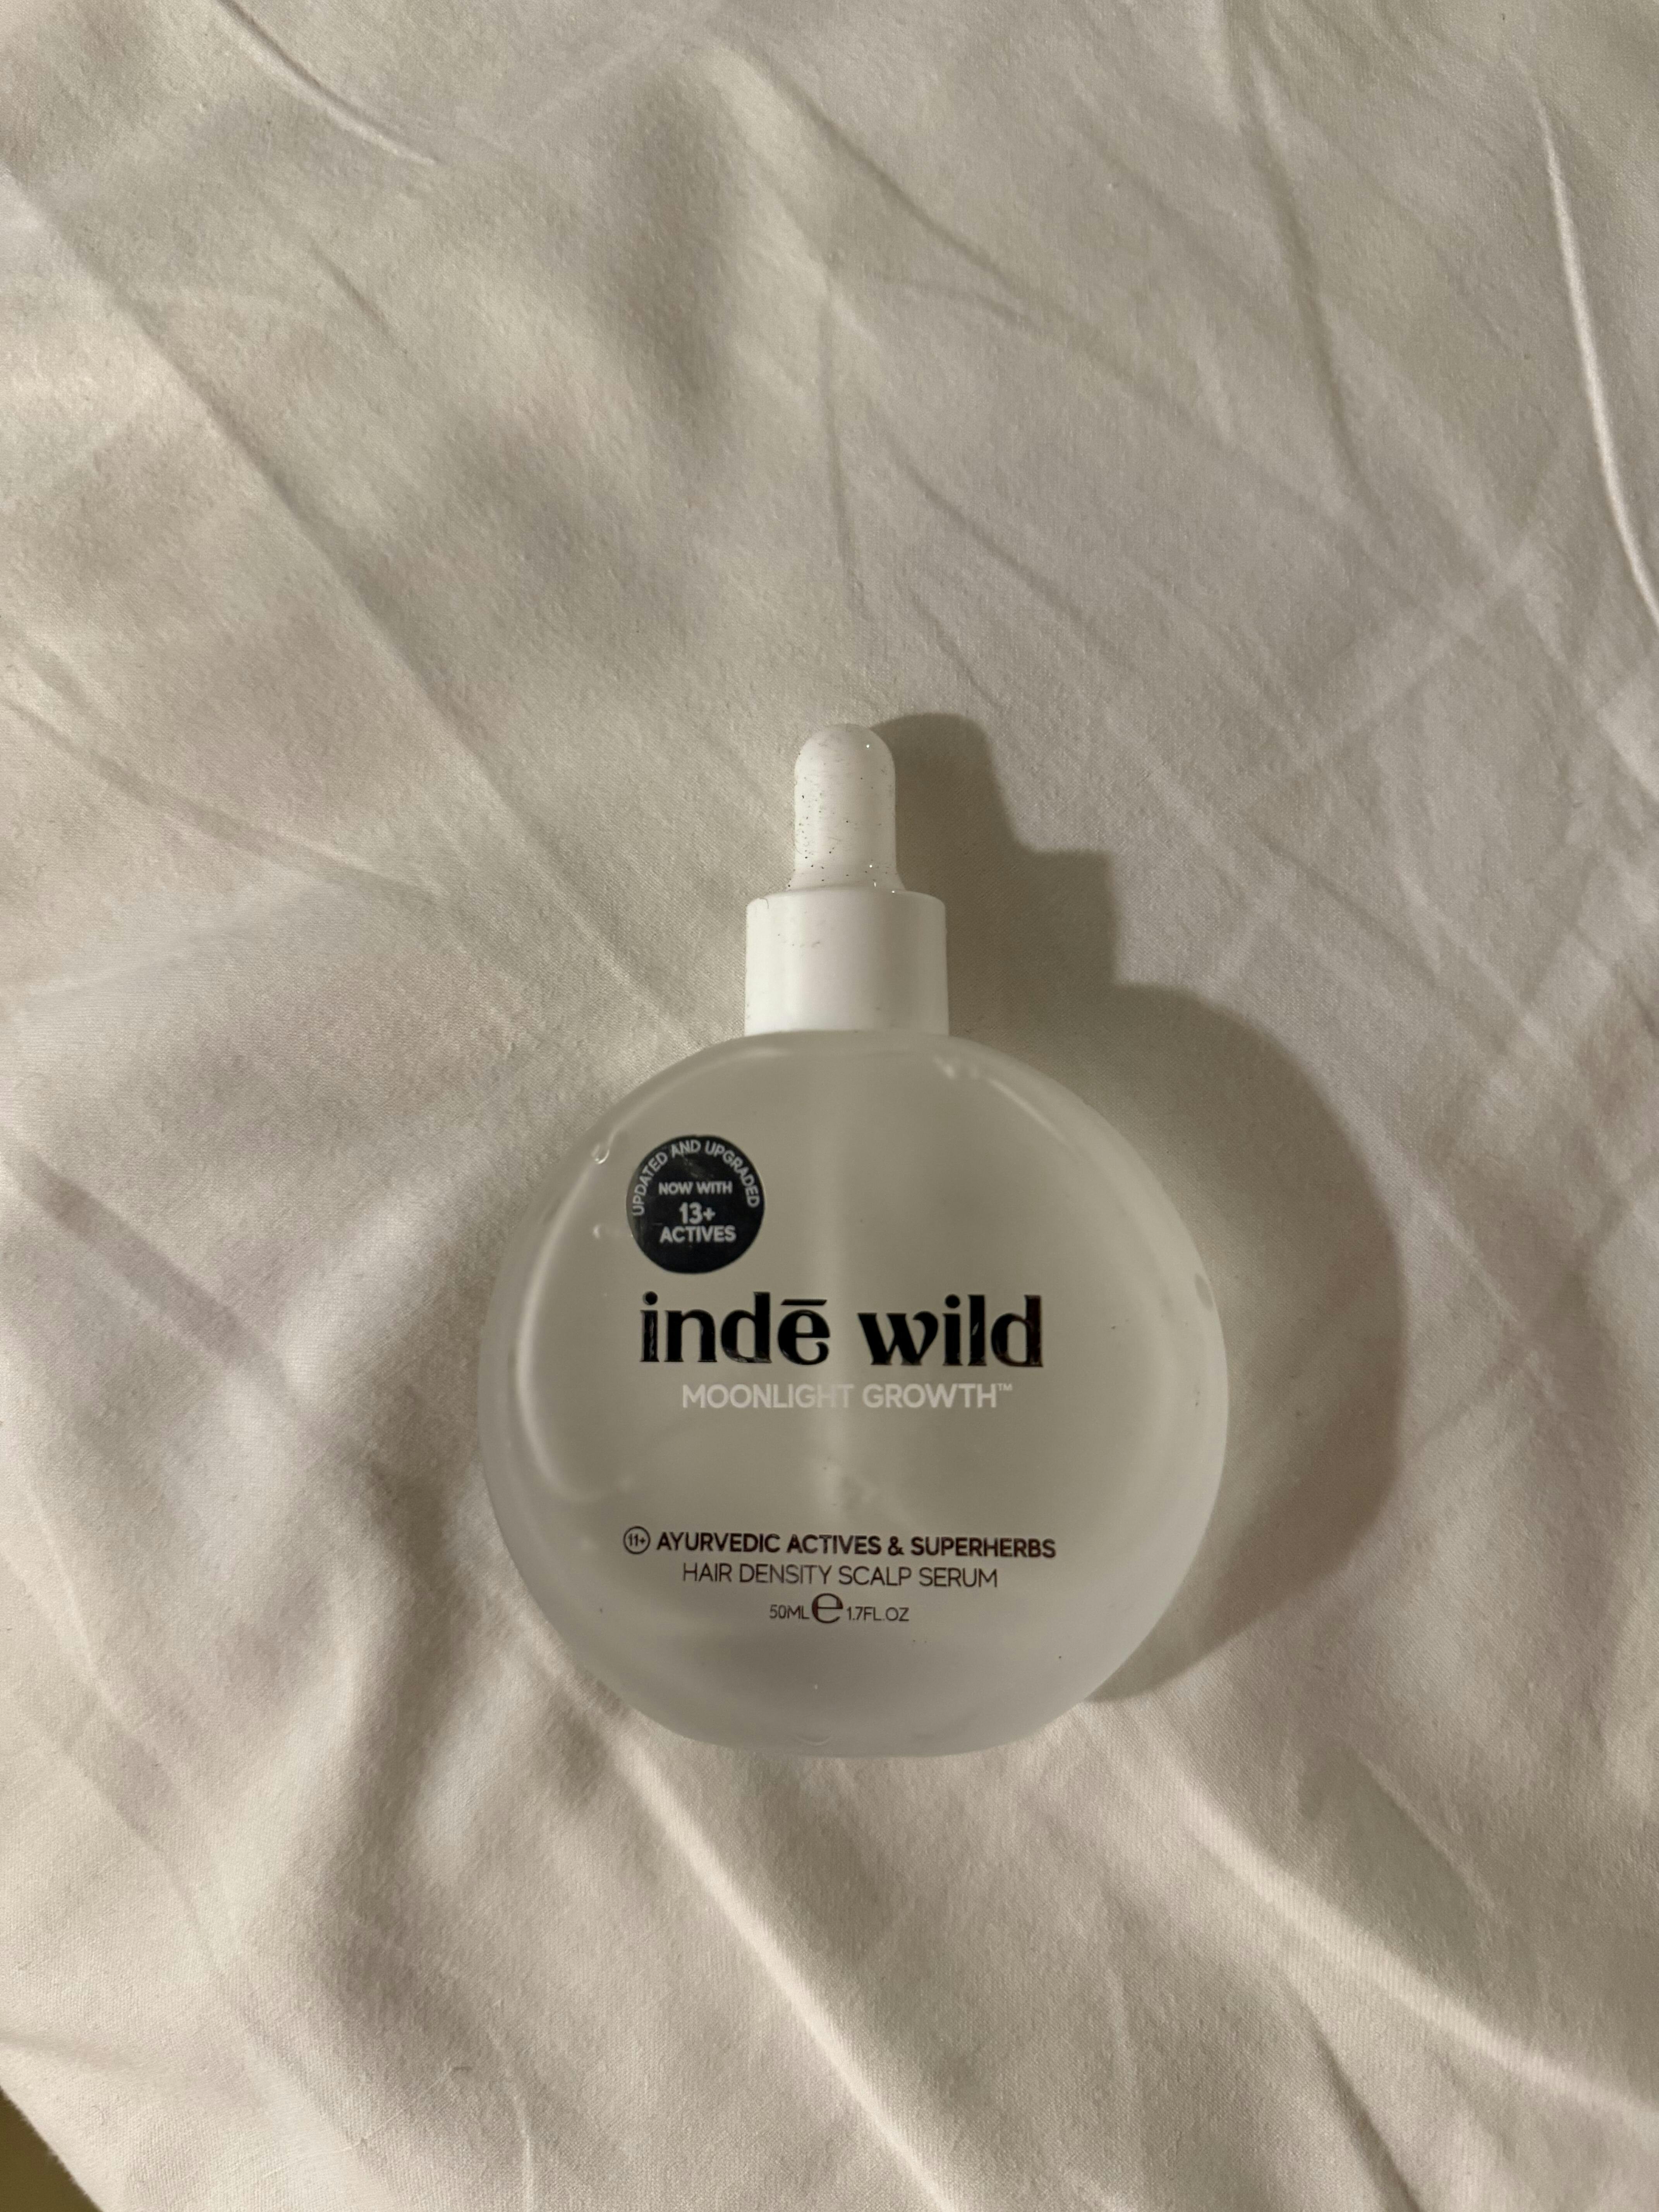 UPDATED AND UPGRADED
NOW WITH
13+
ACTIVES
indē wild
MOONLIGHT GROWTH™
11+ AYURVEDIC ACTIVES & SUPERHERBS
HAIR DENSITY SCALP SERUM
50ML e 1.7FL.OZ